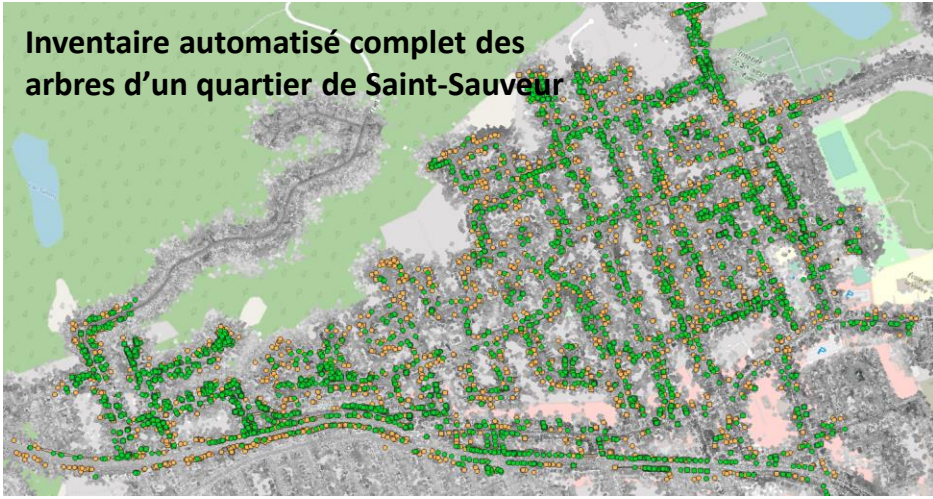 Inventaire automatisé complet des
arbres d’un quartier de Saint-Sauveur
P
P